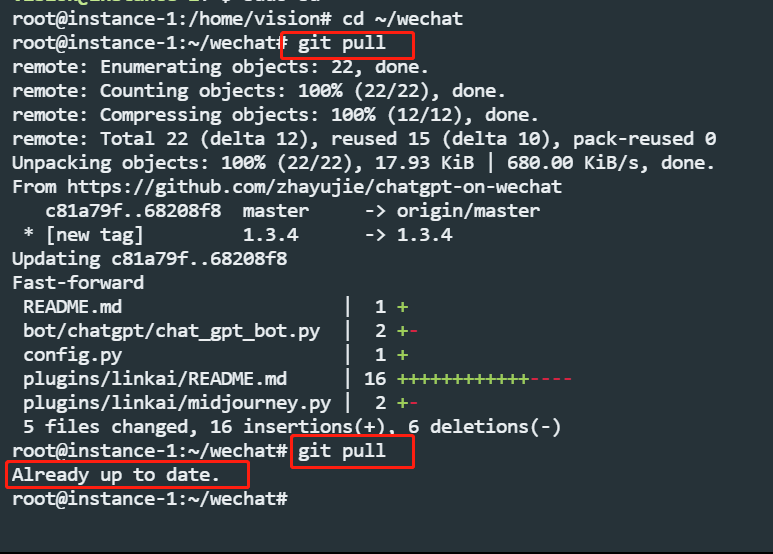 root@instance-1:/home/vision# cd ~/wechat
root@instance-1:~/wechat# git pull
remote: Enumerating objects: 22, done.
remote: Counting objects: 100% (22/22), done.
remote: Compressing objects: 100% (12/12), done.
remote: Total 22 (delta 12), reused 15 (delta 10), pack-reused 0
Unpacking objects: 100% (22/22), 17.93 KiB | 680.00 KiB/s, done.
From https://github.com/zhayujie/chatgpt-on-wechat
   c81a79f..68208f8  master     -> origin/master
 * [new tag]         1.3.4      -> 1.3.4
Updating c81a79f..68208f8
Fast-forward
 README.md                    |  1 +
 bot/chatgpt/chat_gpt_bot.py  |  2 +-
 config.py                    |  1 +
 plugins/linkai/README.md     | 16 ++++++++++++----
 plugins/linkai/midjourney.py |  2 +-
 5 files changed, 16 insertions(+), 6 deletions(-)
root@instance-1:~/wechat# git pull
Already up to date.
root@instance-1:~/wechat#